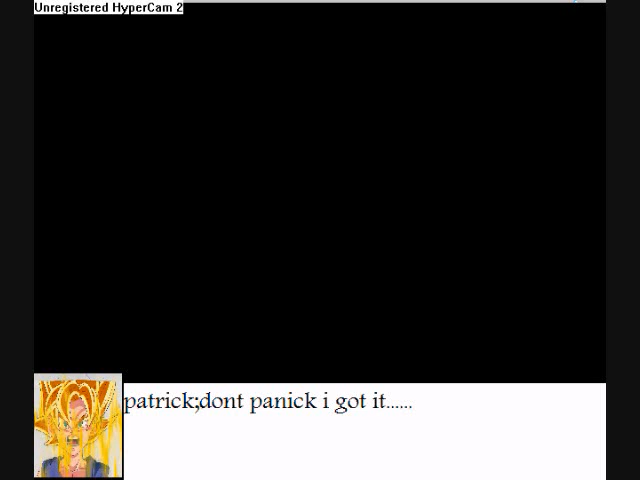 Unregistered HyperCam 2
patrick;dont panick i got it......